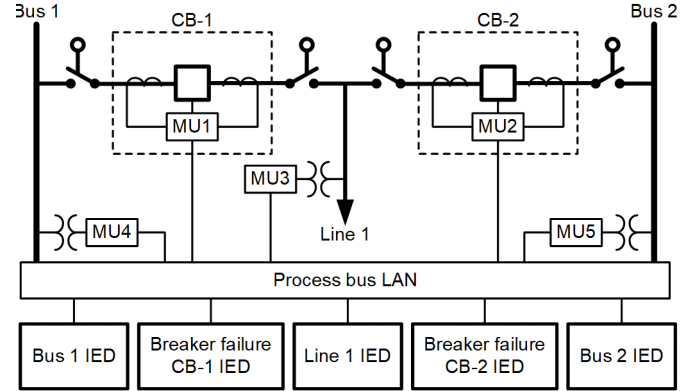 Bus 1
CB-1
CB-2
Bus 2
MU1
MU2
MU3
MU4
Line 1
MU5
Process bus LAN
Bus 1 IED
Breaker failure
CB-1 IED
Line 1 IED
Breaker failure
CB-2 IED
Bus 2 IED